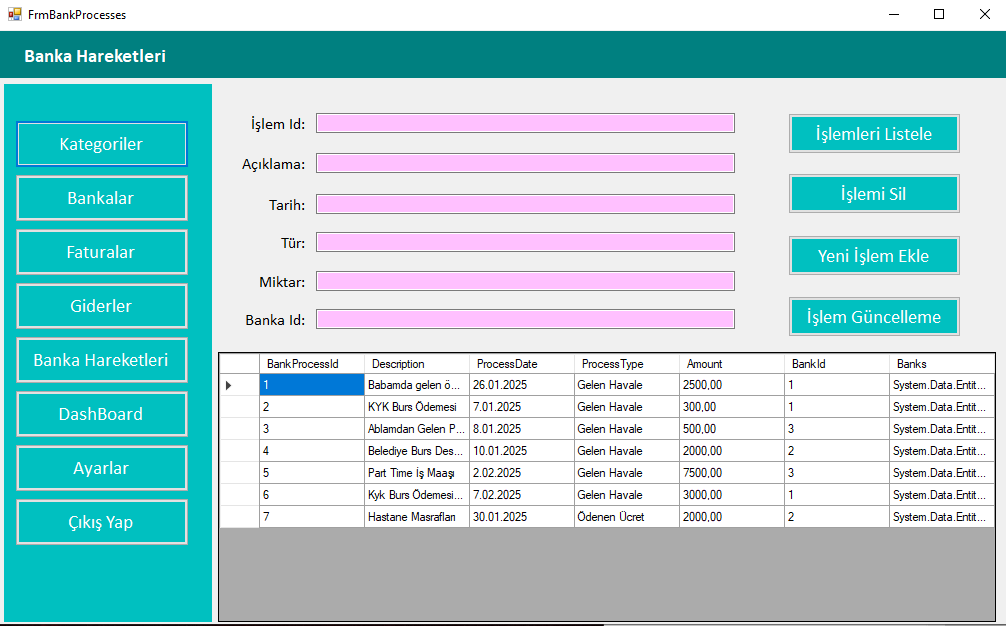 FrmBankProcesses
Banka Hareketleri
Kategoriler
Bankalar
Faturalar
Giderler
Banka Hareketleri
DashBoard
Ayarlar
Çıkış Yap
İşlem Id:
Açıklama:
Tarih:
Tür:
Miktar:
Banka Id:
İşlemleri Listele
İşlemi Sil
Yeni İşlem Ekle
İşlem Güncelleme
BankProcessId Description ProcessDate ProcessType Amount BankId Banks
1 Babamda gelen ö... 26.01.2025 Gelen Havale 2500,00 1 System.Data.Entit...
2 KYK Burs Ödemesi 7.01.2025 Gelen Havale 300,00 1 System.Data.Entit...
3 Ablamdan Gelen P... 8.01.2025 Gelen Havale 500,00 3 System.Data.Entit...
4 Belediye Burs Des... 10.01.2025 Gelen Havale 2000,00 2 System.Data.Entit...
5 Part Time İş Maaşı 2.02.2025 Gelen Havale 7500,00 3 System.Data.Entit...
6 Kyk Burs Ödemesi... 7.02.2025 Gelen Havale 3000,00 1 System.Data.Entit...
7 Hastane Masrafları 30.01.2025 Ödenen Ücret 2000,00 2 System.Data.Entit...